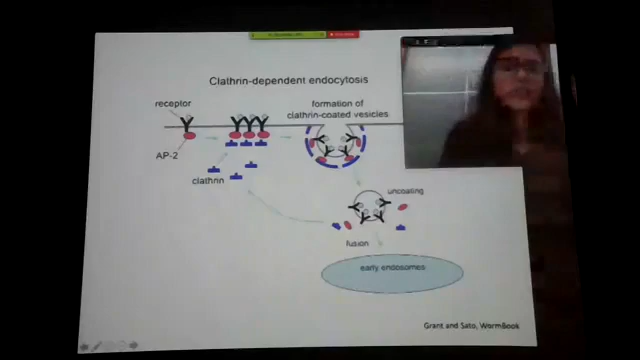 Clathrin-dependent endocytosis
receptor
formation of
clathrin-coated vesicles
AP-2
clathrin
uncoating
fusion
early endosomes
Grant and Sato, WormBook